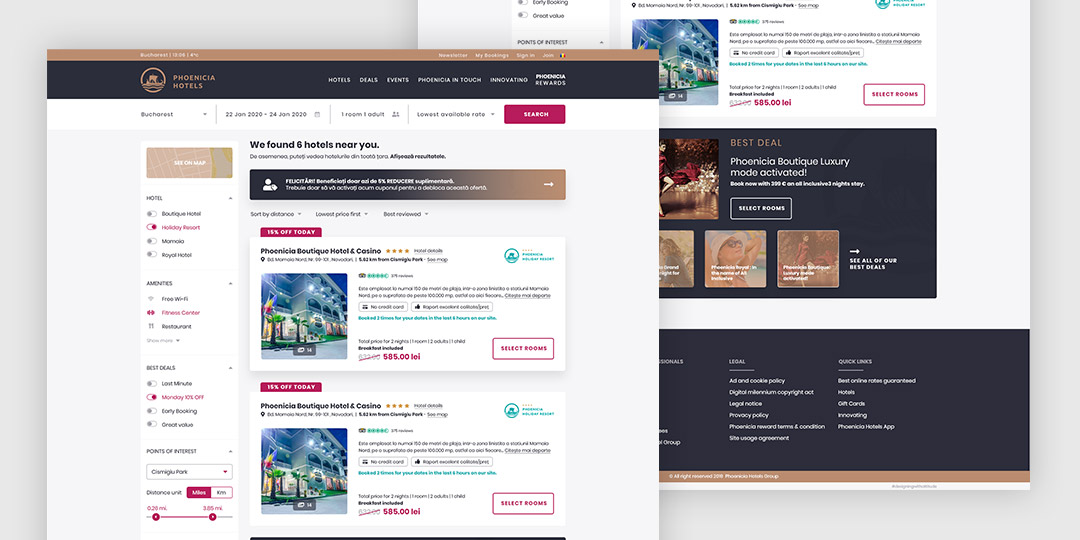 Bucharest | 13:06 | 4°c
Newsletter My Bookings Sign in Join
PHOENICIA
HOTELS
HOTELS DEALS EVENTS PHOENICIA IN TOUCH INNOVATING PHOENICIA
REWARDS
Bucharest
22 Jan 2020 - 24 Jan 2020
1 room 1 adult
Lowest available rate
SEARCH
SEE ON MAP
HOTEL
Boutique Hotel
Holiday Resort
Mamaia
Royal Hotel
AMENITIES
Free Wi-Fi
Fitness Center
Restaurant
Show more
BEST DEALS
Last Minute
Monday 10% OFF
Early Booking
Great value
POINTS OF INTEREST
Cismigiu Park
Distance unit Miles Km
0.28 mi. 3.85 mi.
We found 6 hotels near you.
De asemenea, puteți vedea hotelurile din toată țara. Afișează rezultatele.
FELICITĂRI! Beneficiați doar azi de 5% REDUCERE suplimentară.
Trebuie doar să vă activați acum cuponul pentru a debloca această ofertă.
Sort by distance Lowest price first Best reviewed
15% OFF TODAY
Phoenicia Boutique Hotel & Casino Hotel details
Bd. Mamaia Nord, Nr. 99-101, Novodari, | 5.62 km from Cismigiu Park - See map
PHOENICIA
HOLIDAY RESORT
375 reviews
Este amplasat la numai 150 de metri de plaja, intr-o zona linistita a statiunii Mamaia
Nord, pe o suprafata de peste 100.000 mp, astfel ca aici fiecare... Citește mai departe
No credit card Raport excelent calitate/preț
Booked 2 times for your dates in the last 6 hours on our site.
14
Total price for 2 nights | 1 room | 2 adults | 1 child
Breakfast included
632.00 585.00 lei
SELECT ROOMS
15% OFF TODAY
Phoenicia Boutique Hotel & Casino Hotel details
Bd. Mamaia Nord, Nr. 99-101, Novodari, | 5.62 km from Cismigiu Park - See map
PHOENICIA
HOLIDAY RESORT
375 reviews
Este amplasat la numai 150 de metri de plaja, intr-o zona linistita a statiunii Mamaia
Nord, pe o suprafata de peste 100.000 mp, astfel ca aici fiecare... Citește mai departe
No credit card Raport excelent calitate/preț
Booked 2 times for your dates in the last 6 hours on our site.
14
Total price for 2 nights | 1 room | 2 adults | 1 child
Breakfast included
632.00 585.00 lei
SELECT ROOMS
Early Booking
Great value
POINTS OF INTEREST
Bd. Mamaia Nord, Nr. 99-101, Novodari, | 5.62 km from Cismigiu Park - See map
HOLIDAY RESORT
375 reviews
Este amplasat la numai 150 de metri de plaja, intr-o zona linistita a statiunii Mamaia
Nord, pe o suprafata de peste 100.000 mp, astfel ca aici fiecare... Citește mai departe
No credit card Raport excelent calitate/preț
Booked 2 times for your dates in the last 6 hours on our site.
14
Total price for 2 nights | 1 room | 2 adults | 1 child
Breakfast included
632.00 585.00 lei
SELECT ROOMS
BEST DEAL
Phoenicia Boutique Luxury
mode activated!
Book now with 399 € an all inclusive3 nights stay.
SELECT ROOMS
Grand
night for
Phoenicia Royal: In
the name of All
Inclusive
Phoenicia Boutique:
Luxury mode
activated!
SEE ALL OF OUR
BEST DEALS
SSIONALS
ees
al Group
LEGAL
Ad and cookie policy
Digital millennium copyright act
Legal notice
Privacy policy
Phoenicia reward terms & condition
Site usage agreement
QUICK LINKS
Best online rates guaranteed
Hotels
Gift Cards
Innovating
Phoenicia Hotels App
© All right reserved 2019 Phoenicia Hotels Group